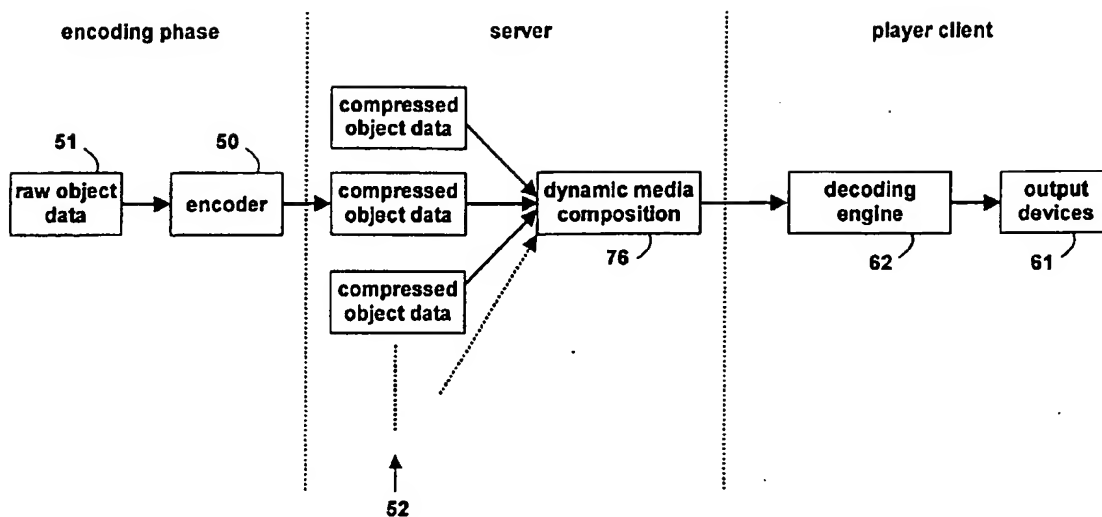 encoding phase
server
player client
compressed
object data
51
50
raw object
data
encoder
compressed
object data
dynamic media
composition
decoding
engine
output
devices
76
62
61
compressed
object data
52